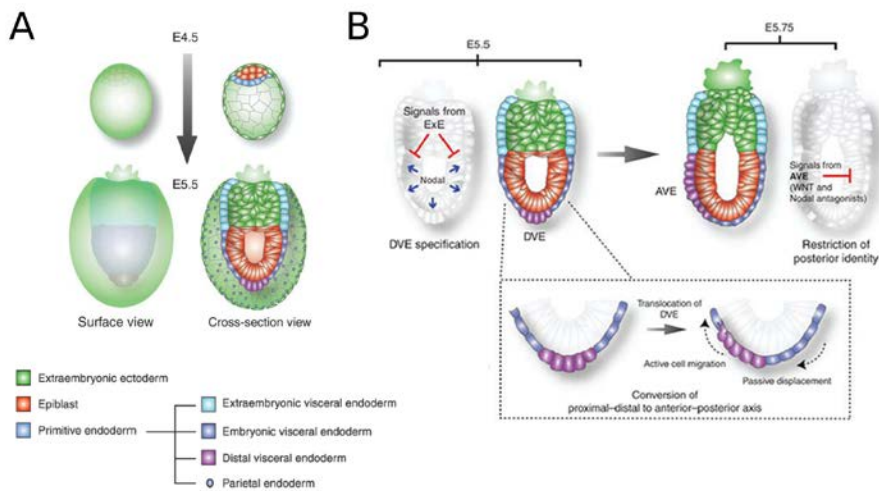 A
E4.5
E5.5
Surface view
Cross-section view
Extraembryonic ectoderm
Epiblast
Primitive endoderm
Extraembryonic visceral endoderm
Embryonic visceral endoderm
Distal visceral endoderm
Parietal endoderm
B
E5.5
E5.75
Signals from
ExE
Nodal
DVE specification
DVE
AVE
Signals from
AVE
(WNT and
Nodal antagonists)
Restriction of
posterior identity
Translocation of
DVE
Active cell migration
Passive displacement
Conversion of
proximal–distal to anterior–posterior axis